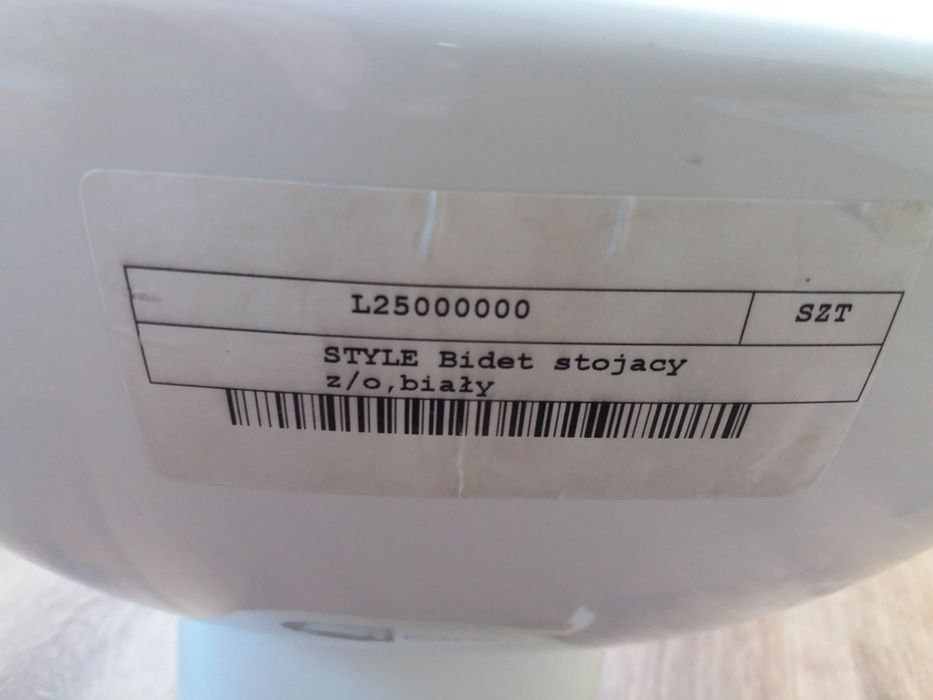 L25000000
SZT
STYLE Bidet stojacy
z/o,biały